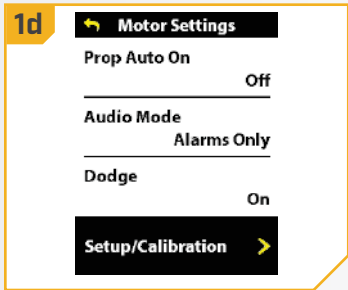 1d
Motor Settings
Prop Auto On
Off
Audio Mode
Alarms Only
Dodge
On
Setup/Calibration